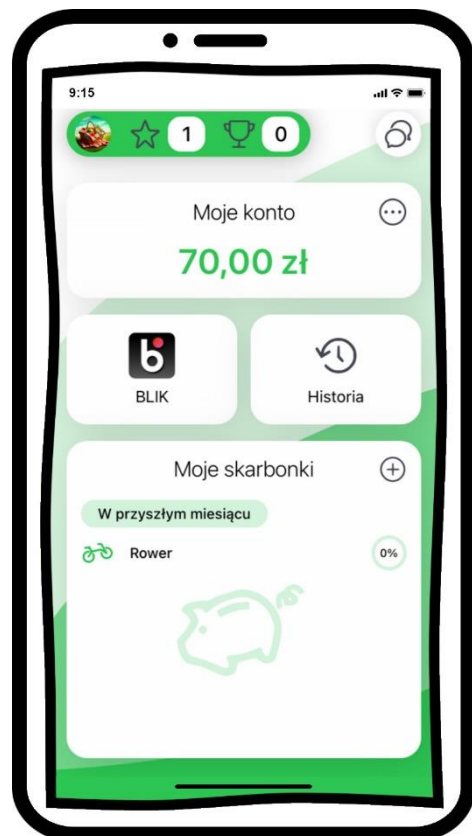 9:15
1 0
Moje konto
70,00 zł
b
BLIK Historia
Moje skarbonki
W przyszłym miesiącu
Rower 0%